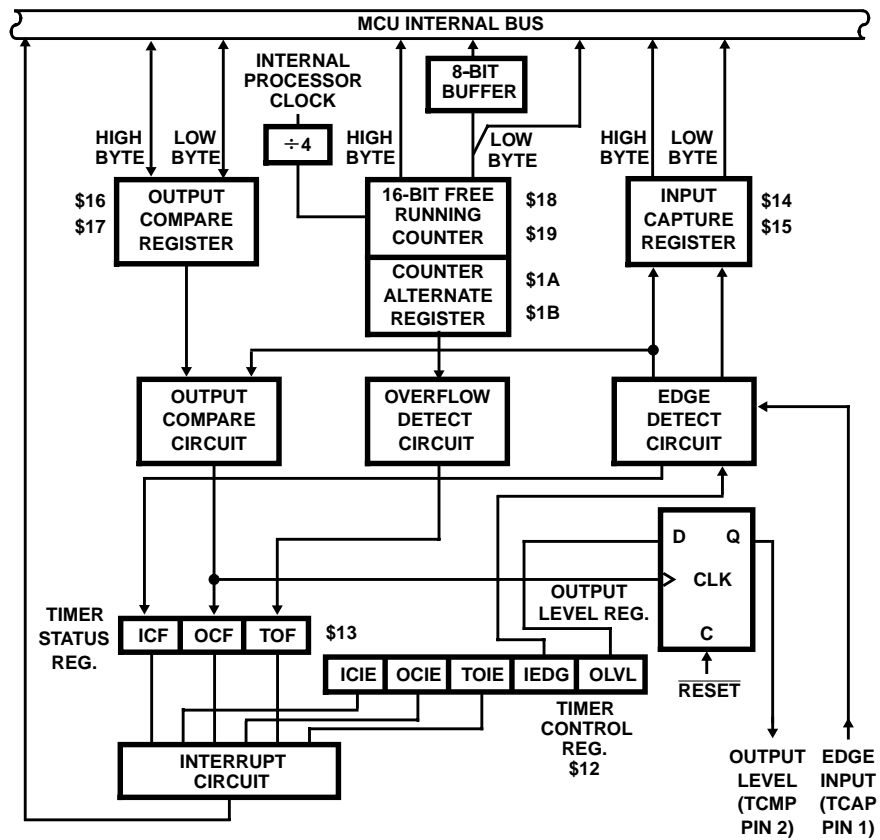 MCU INTERNAL BUS
INTERNAL
PROCESSOR
CLOCK
÷4
8-BIT
BUFFER
HIGH
BYTE
LOW
BYTE
HIGH
BYTE
LOW
BYTE
HIGH
BYTE
LOW
BYTE
$16
$17
OUTPUT
COMPARE
REGISTER
16-BIT FREE
RUNNING
COUNTER
$18
$19
COUNTER
ALTERNATE
REGISTER
$1A
$1B
INPUT
CAPTURE
REGISTER
$14
$15
OUTPUT
COMPARE
CIRCUIT
OVERFLOW
DETECT
CIRCUIT
EDGE
DETECT
CIRCUIT
D Q
CLK
C
RESET
OUTPUT
LEVEL REG.
TIMER
STATUS
REG.
ICF OCF TOF
$13
ICIE OCIE TOIE IEDG OLVL
TIMER
CONTROL
REG.
$12
INTERRUPT
CIRCUIT
OUTPUT
LEVEL
(TCMP
PIN 2)
EDGE
INPUT
(TCAP
PIN 1)